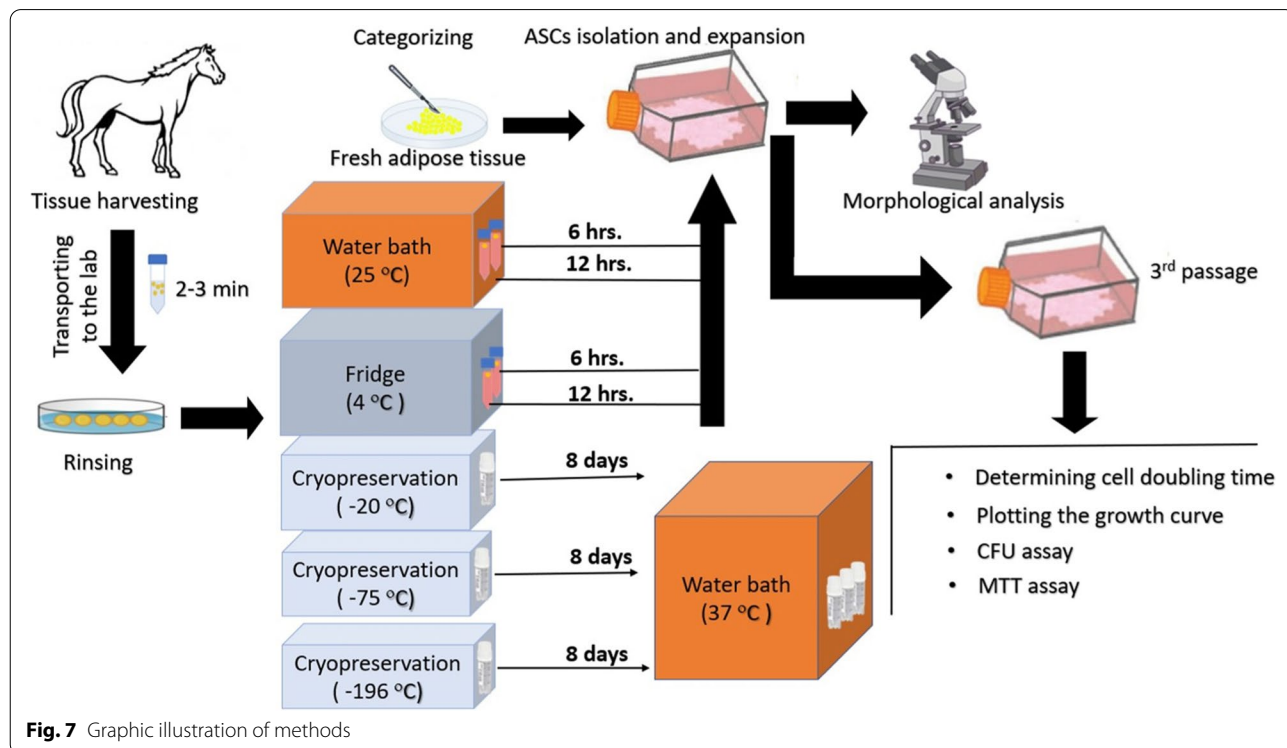 Categorizing
ASCs isolation and expansion
Fresh adipose tissue
Tissue harvesting
Morphological analysis
Transporting
to the lab
2-3 min
Rinsing
Water bath
(25 °C)
6 hrs.
12 hrs.
Fridge
(4 °C )
6 hrs.
12 hrs.
Cryopreservation
( -20 °C)
8 days
Cryopreservation
( -75 °C)
8 days
Cryopreservation
( -196 °C)
8 days
Water bath
(37 °C )
3rd passage
• Determining cell doubling time
• Plotting the growth curve
• CFU assay
• MTT assay
Fig. 7 Graphic illustration of methods